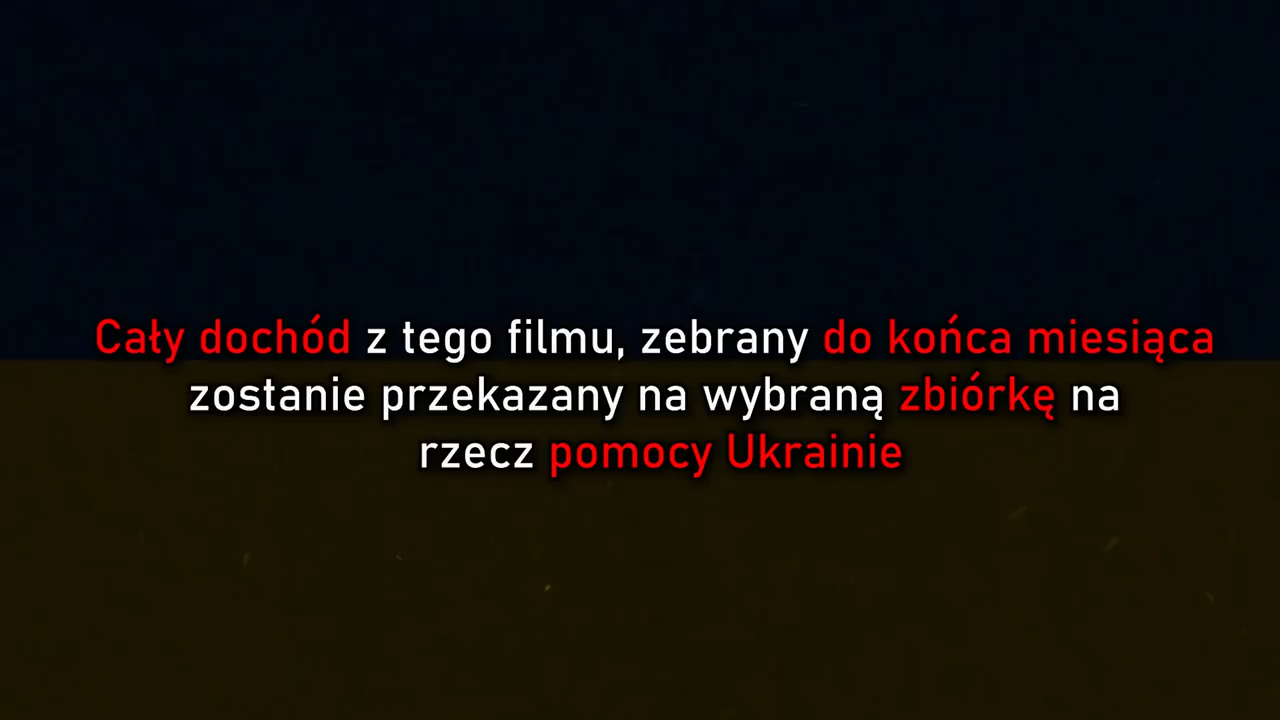 Cały dochód z tego filmu, zebrany do końca miesiąca
zostanie przekazany na wybraną zbiórkę na
rzecz pomocy Ukrainie